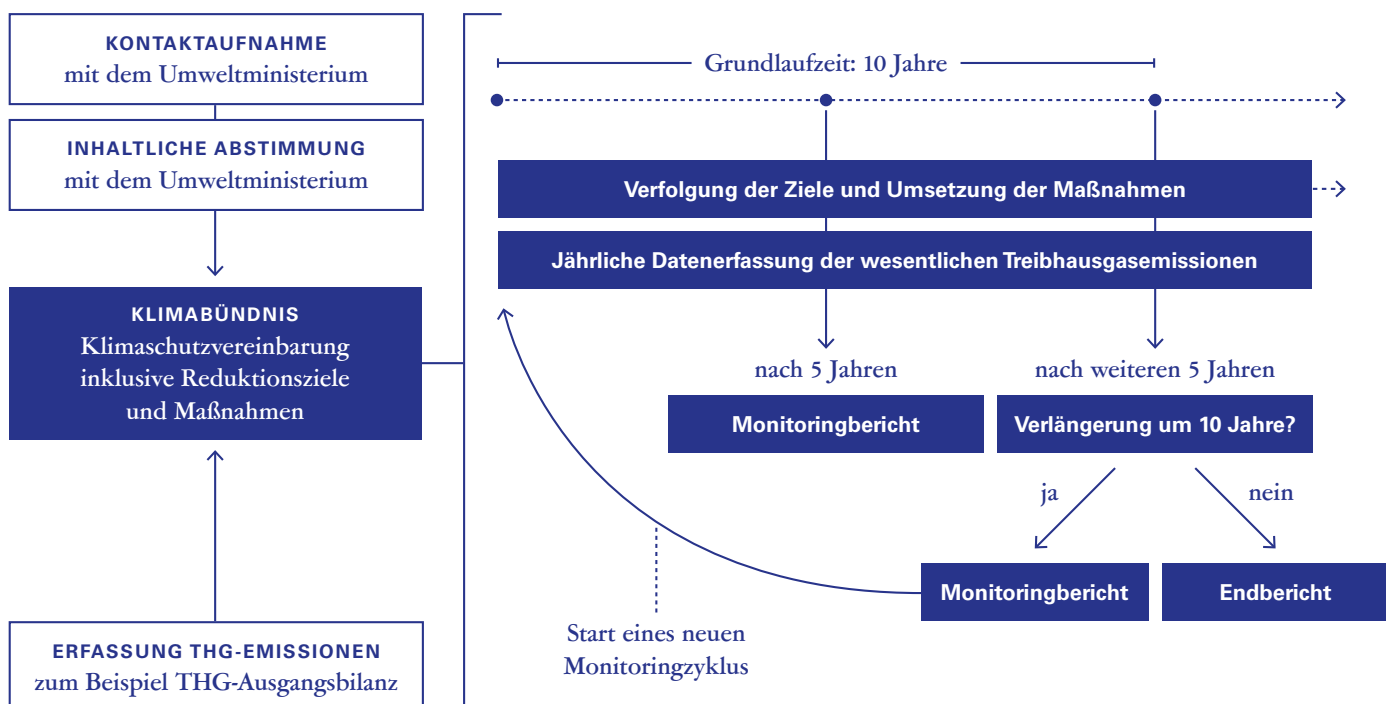 KONTAKTAUFNAHME
mit dem Umweltministerium
INHALTLICHE ABSTIMMUNG
mit dem Umweltministerium
KLIMABÜNDNIS
Klimaschutzvereinbarung
inklusive Reduktionsziele
und Maßnahmen
ERFASSUNG THG-EMISSIONEN
zum Beispiel THG-Ausgangsbilanz
Grundlaufzeit: 10 Jahre
Verfolgung der Ziele und Umsetzung der Maßnahmen
Jährliche Datenerfassung der wesentlichen Treibhausgasemissionen
nach 5 Jahren
Monitoringbericht
nach weiteren 5 Jahren
Verlängerung um 10 Jahre?
ja
nein
Monitoringbericht
Endbericht
Start eines neuen
Monitoringzyklus